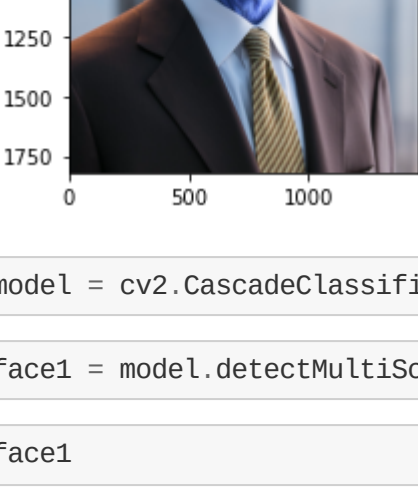 1250
1500
1750
0 500 1000
model = cv2.CascadeClassifi
face1 = model.detectMultiSc
face1